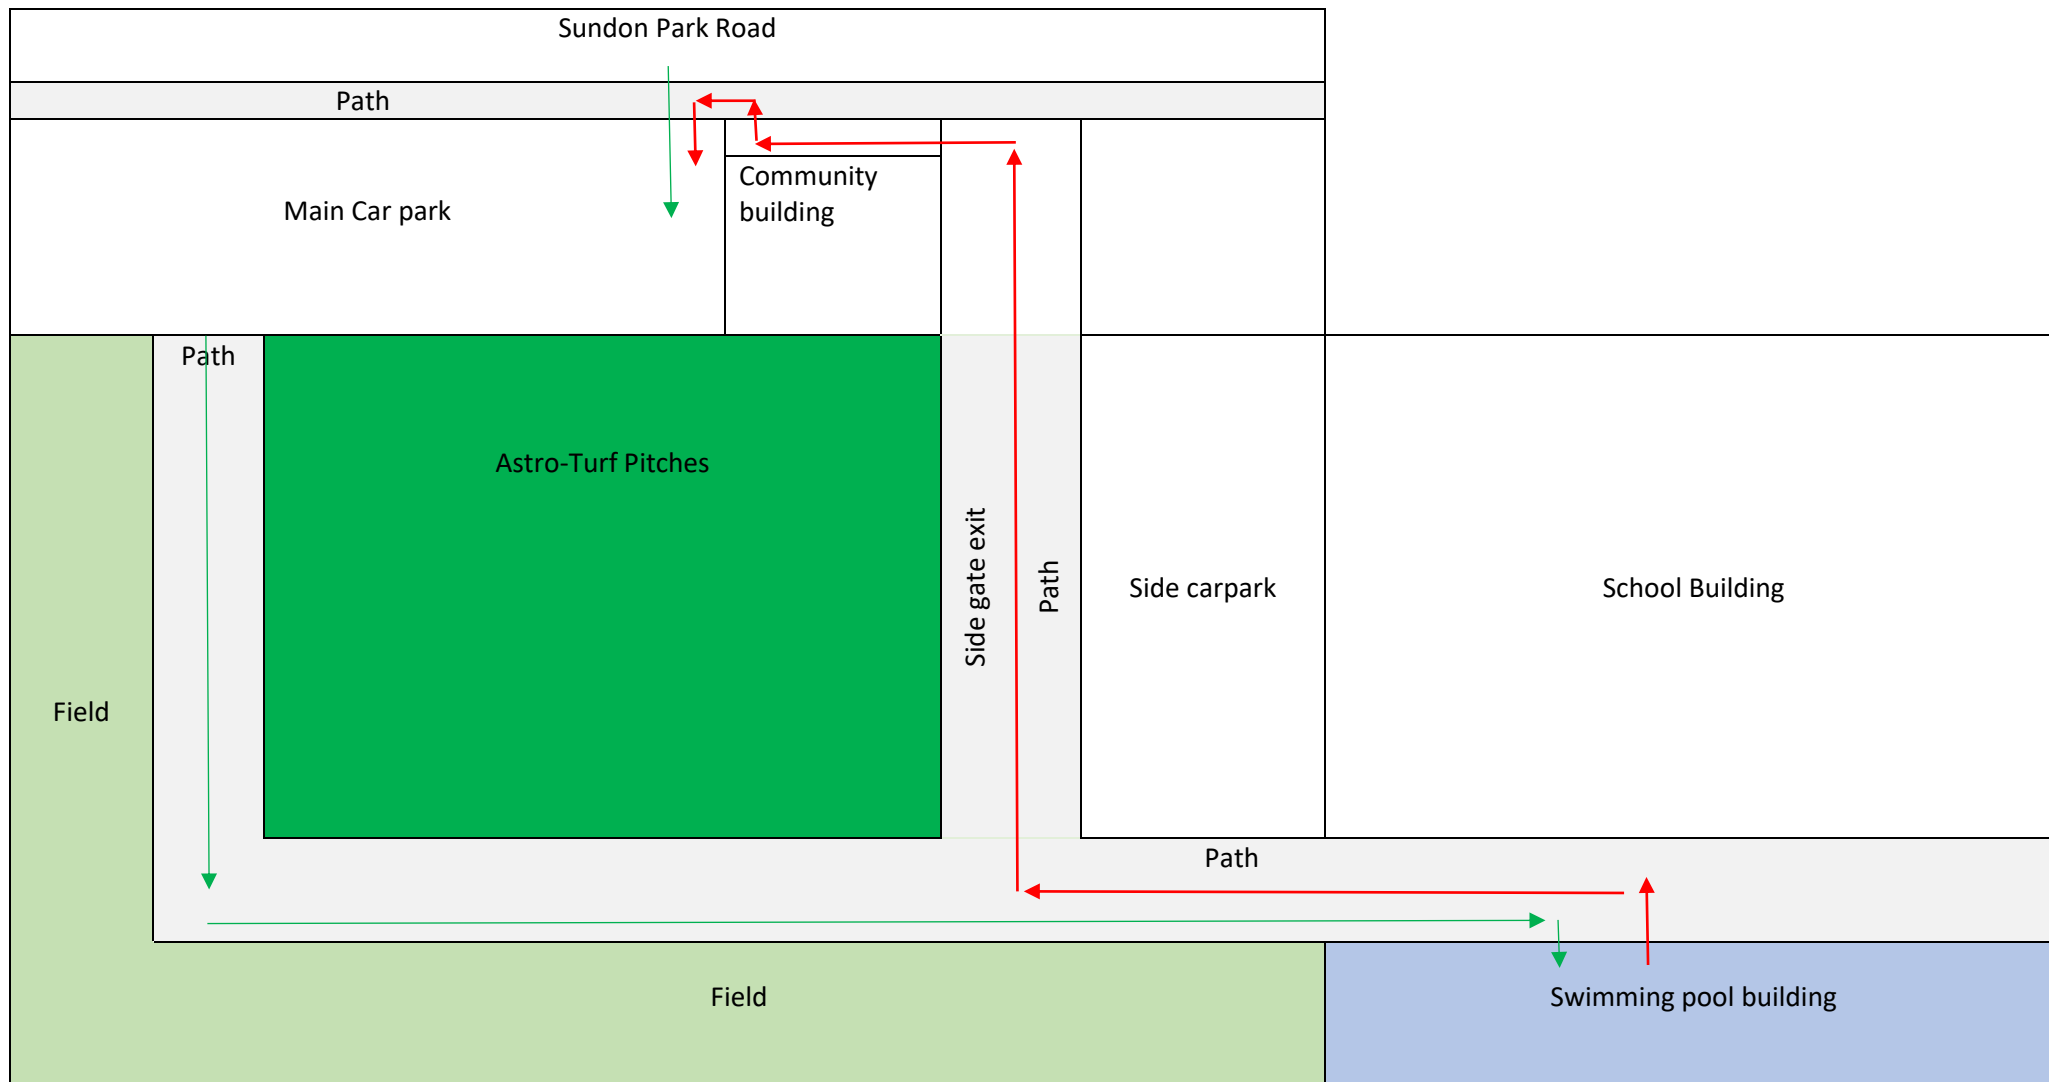 Sundon Park Road
Path
Main Car park
Community
building
Path
Astro-Turf Pitches
Side gate exit
Path
Side carpark
School Building
Field
Path
Field
Swimming pool building